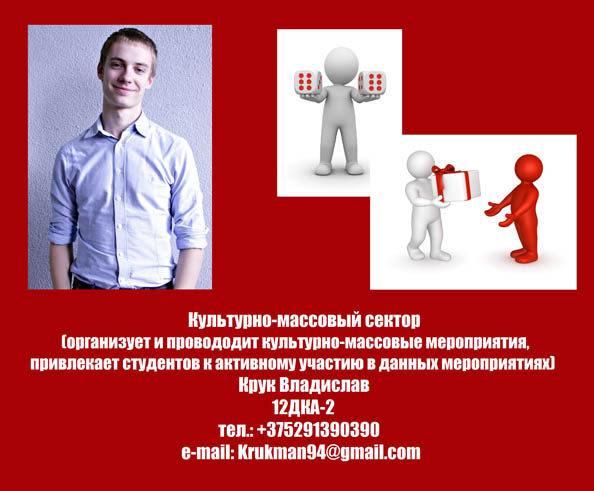 Культурно-массовый сектор
(организует и провододит культурно-массовые мероприятия,
привлекает студентов к активному участию в данных мероприятиях)
Крук Владислав
12ДКА-2
тел.: +375291390390
e-mail: Krukman94@gmail.com